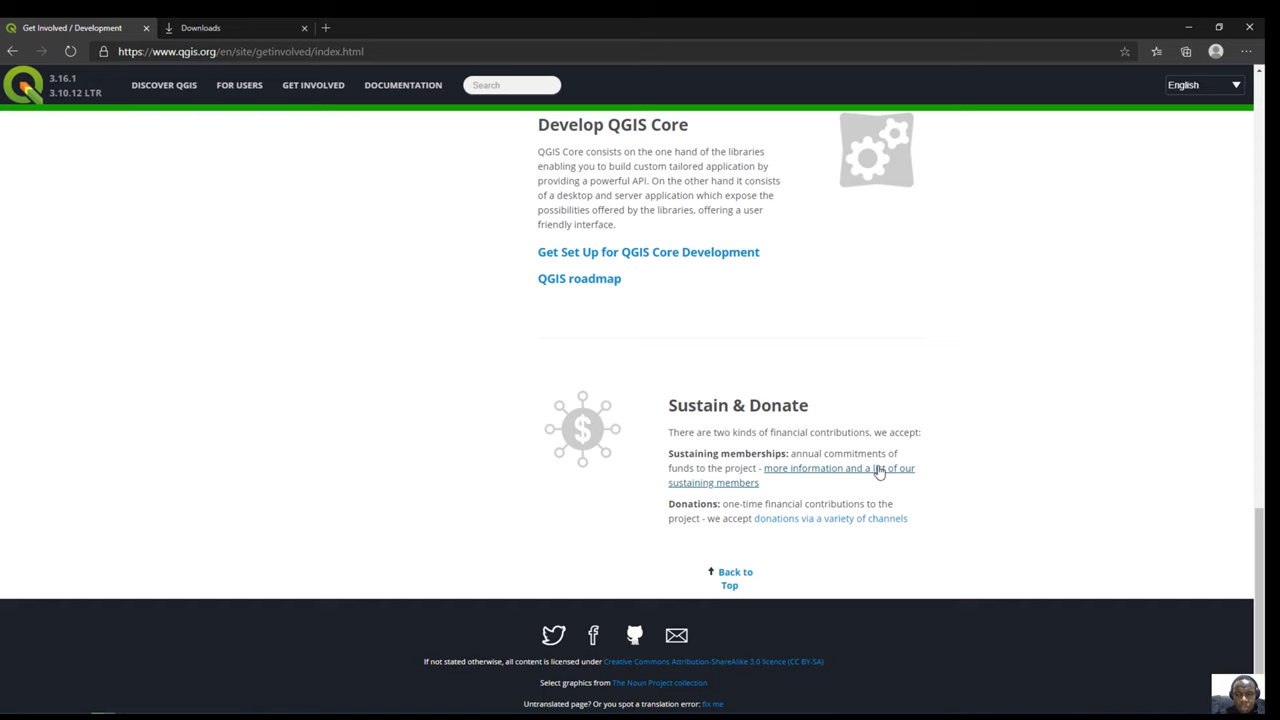 Get Involved / Development
Downloads
https://www.qgis.org/en/site/getinvolved/index.html
3.16.1
3.10.12 LTR
DISCOVER QGIS
FOR USERS
GET INVOLVED
DOCUMENTATION
Search
English
Develop QGIS Core
QGIS Core consists on the one hand of the libraries
enabling you to build custom tailored application by
providing a powerful API. On the other hand it consists
of a desktop and server application which expose the
possibilities offered by the libraries, offering a user
friendly interface.
Get Set Up for QGIS Core Development
QGIS roadmap
Sustain & Donate
There are two kinds of financial contributions, we accept:
Sustaining memberships: annual commitments of
funds to the project - more information and a list of our
sustaining members
Donations: one-time financial contributions to the
project - we accept donations via a variety of channels
Back to
Top
If not stated otherwise, all content is licensed under Creative Commons Attribution-ShareAlike 3.0 licence (CC BY-SA)
Select graphics from The Noun Project collection
Untranslated page? Or you spot a translation error: fix me